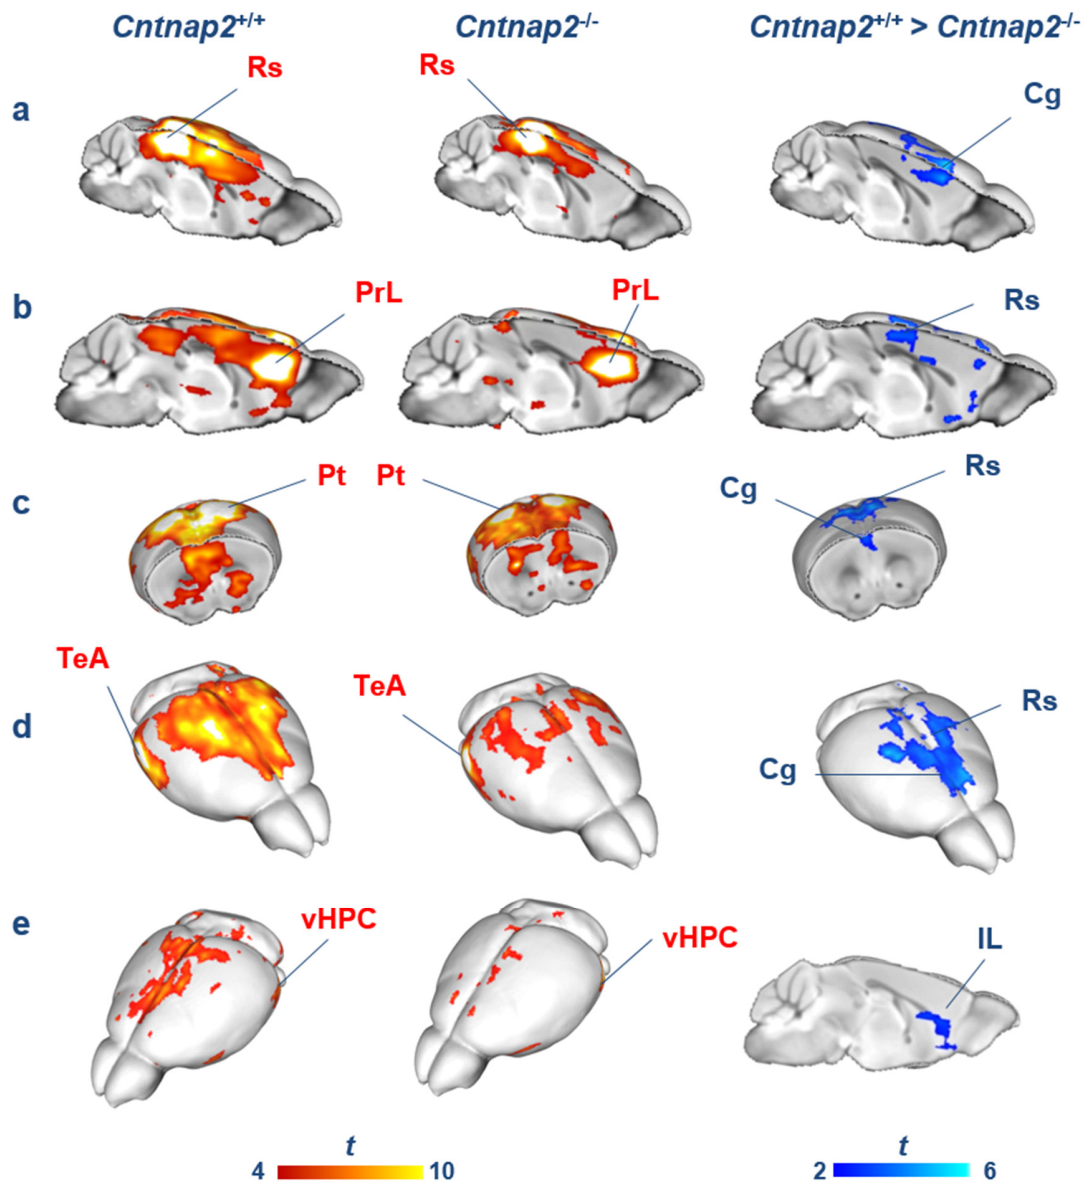 Cntnap2+/+ Cntnap2-/- Cntnap2+/+ > Cntnap2-/-
a Rs Rs Cg
b PrL PrL Rs
c Pt Pt Cg Rs
d TeA TeA Cg Rs
e vHPC vHPC IL
t t
4 10 2 6